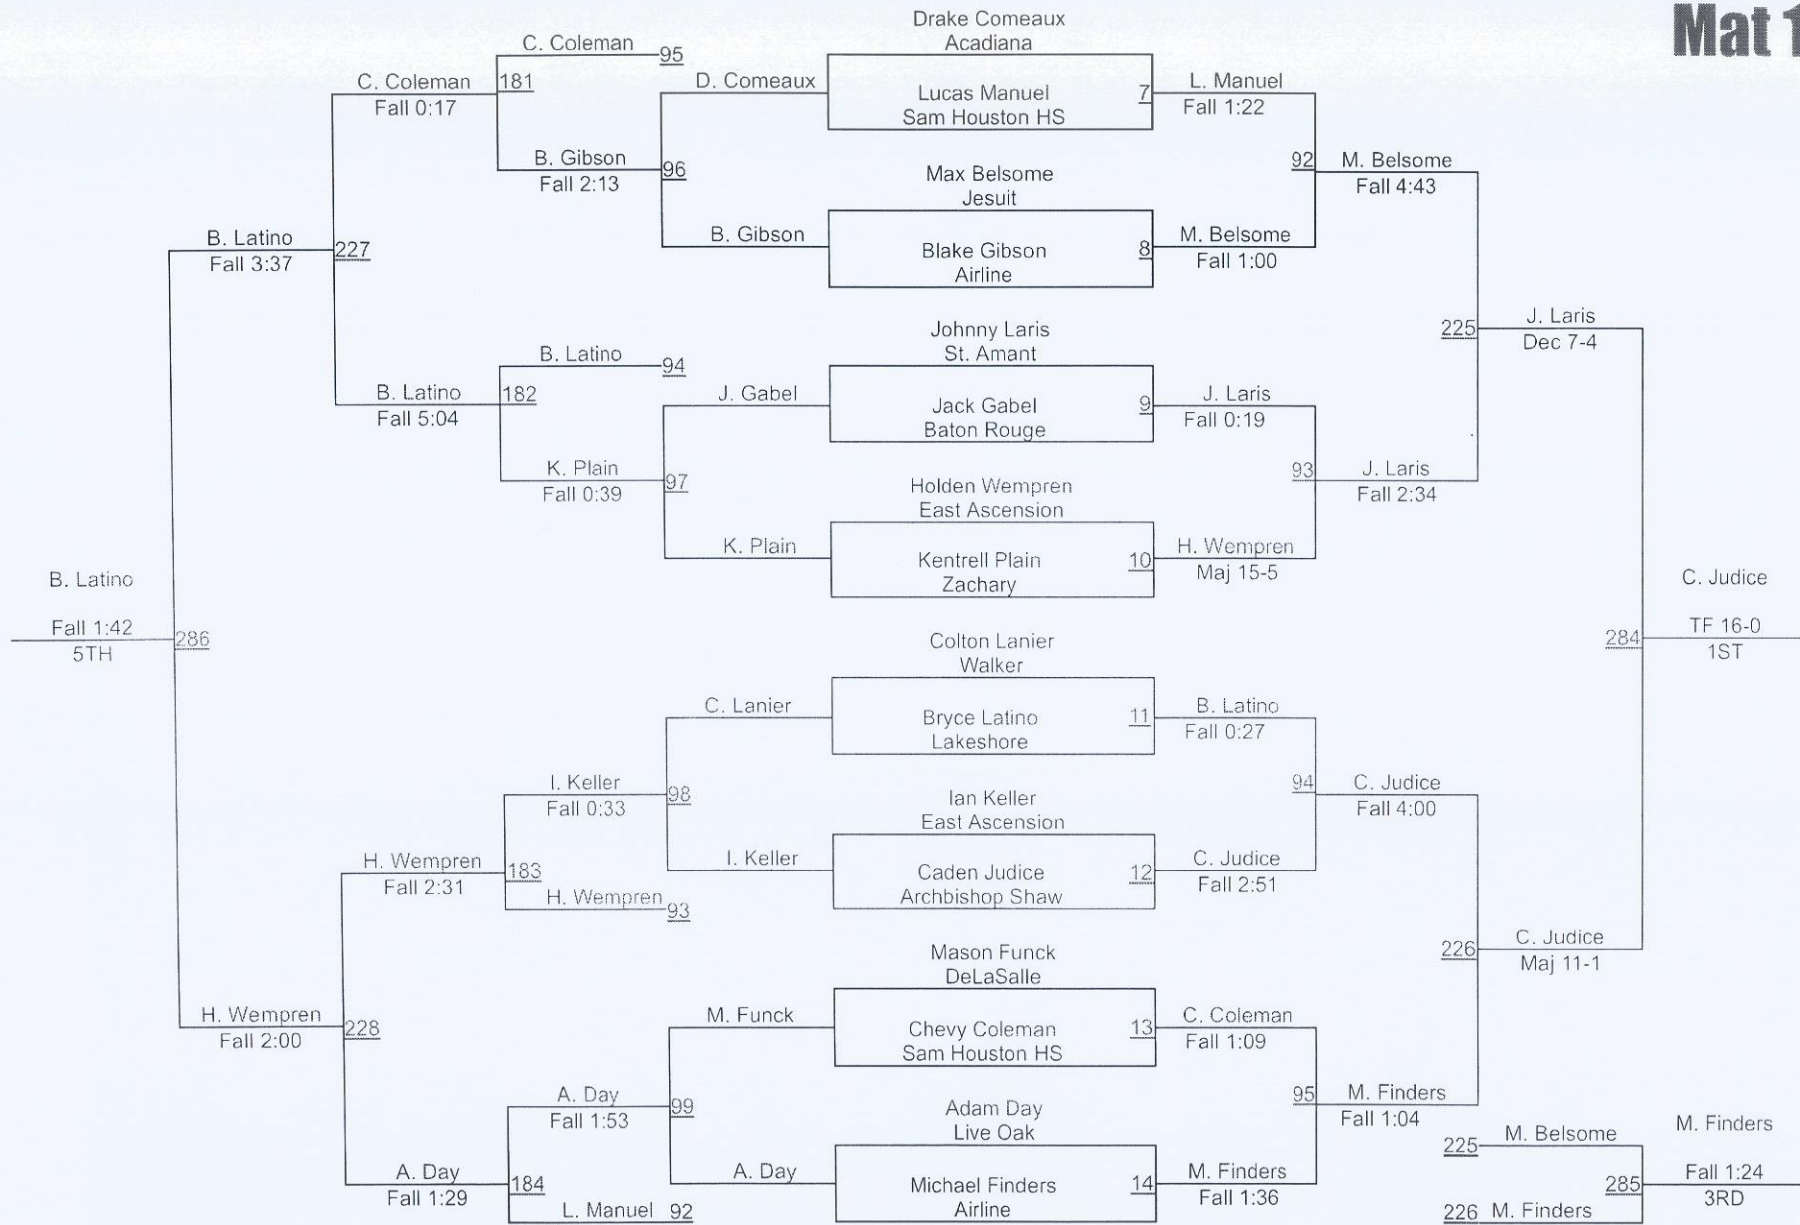 Mat 1
Drake Comeaux
Acadiana
C. Coleman
95
C. Coleman
181
Fall 0:17
D. Comeaux
Lucas Manuel
7
Sam Houston HS
L. Manuel
Fall 1:22
B. Gibson
96
Fall 2:13
92
M. Belsome
Fall 4:43
Max Belsome
Jesuit
B. Latino
227
Fall 3:37
B. Gibson
Blake Gibson
8
Airline
M. Belsome
Fall 1:00
Johnny Laris
St. Amant
225
J. Laris
Dec 7-4
B. Latino
94
B. Latino
182
Fall 5:04
J. Gabel
Jack Gabel
9
Baton Rouge
J. Laris
Fall 0:19
K. Plain
97
Fall 0:39
93
J. Laris
Fall 2:34
Holden Wempren
East Ascension
K. Plain
Kentrell Plain
10
Zachary
H. Wempren
Maj 15-5
B. Latino
Fall 1:42
286
5TH
C. Judice
284
TF 16-0
1ST
Colton Lanier
Walker
C. Lanier
Bryce Latino
11
Lakeshore
B. Latino
Fall 0:27
I. Keller
98
Fall 0:33
94
C. Judice
Fall 4:00
Ian Keller
East Ascension
H. Wempren
183
Fall 2:31
I. Keller
Caden Judice
12
Archbishop Shaw
C. Judice
Fall 2:51
H. Wempren
93
226
C. Judice
Maj 11-1
Mason Funck
DeLaSalle
H. Wempren
228
Fall 2:00
M. Funck
Chevy Coleman
13
Sam Houston HS
C. Coleman
Fall 1:09
A. Day
99
Fall 1:53
95
M. Finders
Fall 1:04
Adam Day
Live Oak
225
M. Belsome
M. Finders
A. Day
184
Fall 1:29
A. Day
Michael Finders
14
Airline
M. Finders
Fall 1:36
285
Fall 1:24
3RD
L. Manuel
92
226
M. Finders